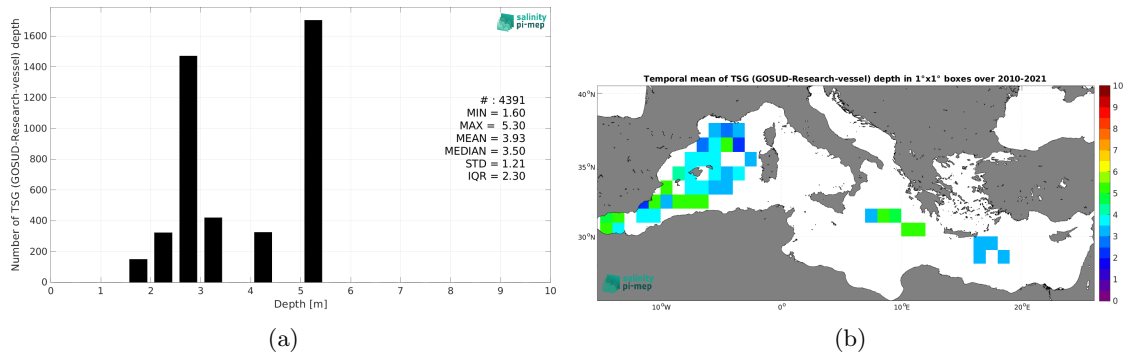 1600
1400
1200
1000
800
600
400
200
0
Number of TSG (GOSUD-Research-vessel) depth
salinity
pi-mep
# : 4391
MIN = 1.60
MAX = 5.30
MEAN = 3.93
MEDIAN = 3.50
STD = 1.21
IQR = 2.30
0 1 2 3 4 5 6 7 8 9 10
Depth [m]
(a)
Temporal mean of TSG (GOSUD-Research-vessel) depth in 1°x1° boxes over 2010-2021
40°N
35°N
30°N
10°W 0° 10°E 20°E
salinity
pi-mep
10
9
8
7
6
5
4
3
2
1
0
(b)